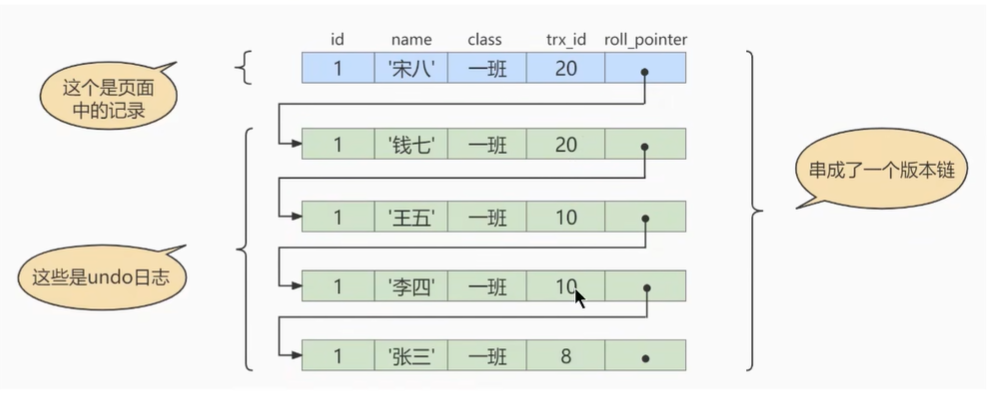 id name class trx_id roll_pointer
1 '宋八' 一班 20
这个是页面
中的记录
1 '钱七' 一班 20
串成了一个版本链
1 '王五' 一班 10
这些是undo日志
1 '李四' 一班 10
1 '张三' 一班 8